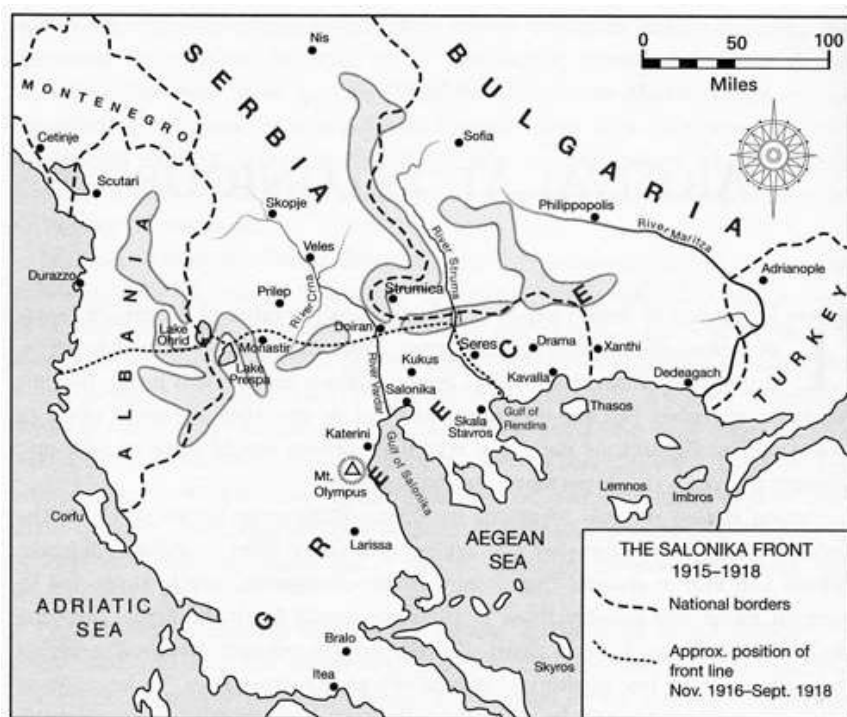 Nis
SERBIA
BULGARIA
0 50 100
Miles
MONTENEGRO
Cetinje
Scutari
Sofia
Skopje
Philippopolis
River Maritza
Veles
River Struma
Adrianople
Durazzo
ALBANIA
Prilep
River Crna
Strumica
Doiran
Lake
Ohrid
Monastir
Lake
Prespa
Seres
Drama
Xanthi
Kukus
River Vardar
Kavalla
Dedeagach
TURKEY
Salonika
Skala
Stavros
Gulf of
Rendina
Thasos
Katerini
Gulf of Salonika
Mt.
Olympus
GREECE
Lemnos
Imbros
Corfu
Larissa
AEGEAN
SEA
ADRIATIC
SEA
Bralo
Itea
Skyros
THE SALONIKA FRONT
1915–1918
National borders
Approx. position of
front line
Nov. 1916–Sept. 1918